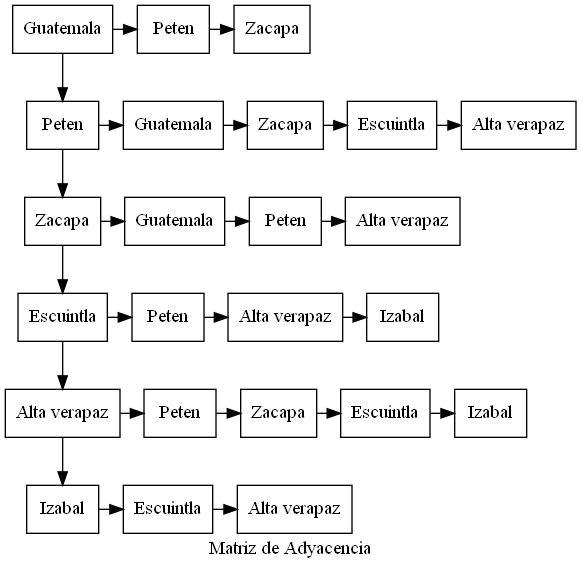 Guatemala Peten Zacapa
Peten Guatemala Zacapa Escuintla Alta verapaz
Zacapa Guatemala Peten Alta verapaz
Escuintla Peten Alta verapaz Izabal
Alta verapaz Peten Zacapa Escuintla Izabal
Izabal Escuintla Alta verapaz
Matriz de Adyacencia